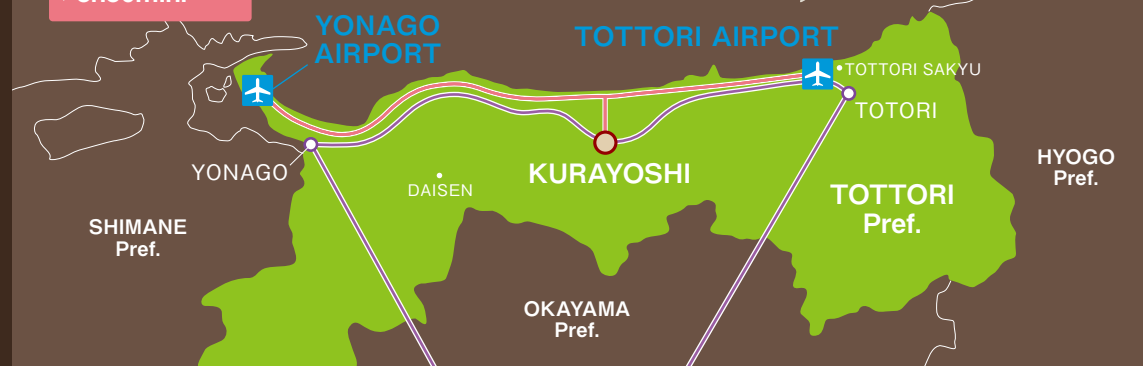 YONAGO
AIRPORT
TOTTORI AIRPORT
TOTTORI SAKYU
TOTORI
YONAGO
DAISEN
KURAYOSHI
HYOGO
Pref.
TOTTORI
Pref.
SHIMANE
Pref.
OKAYAMA
Pref.